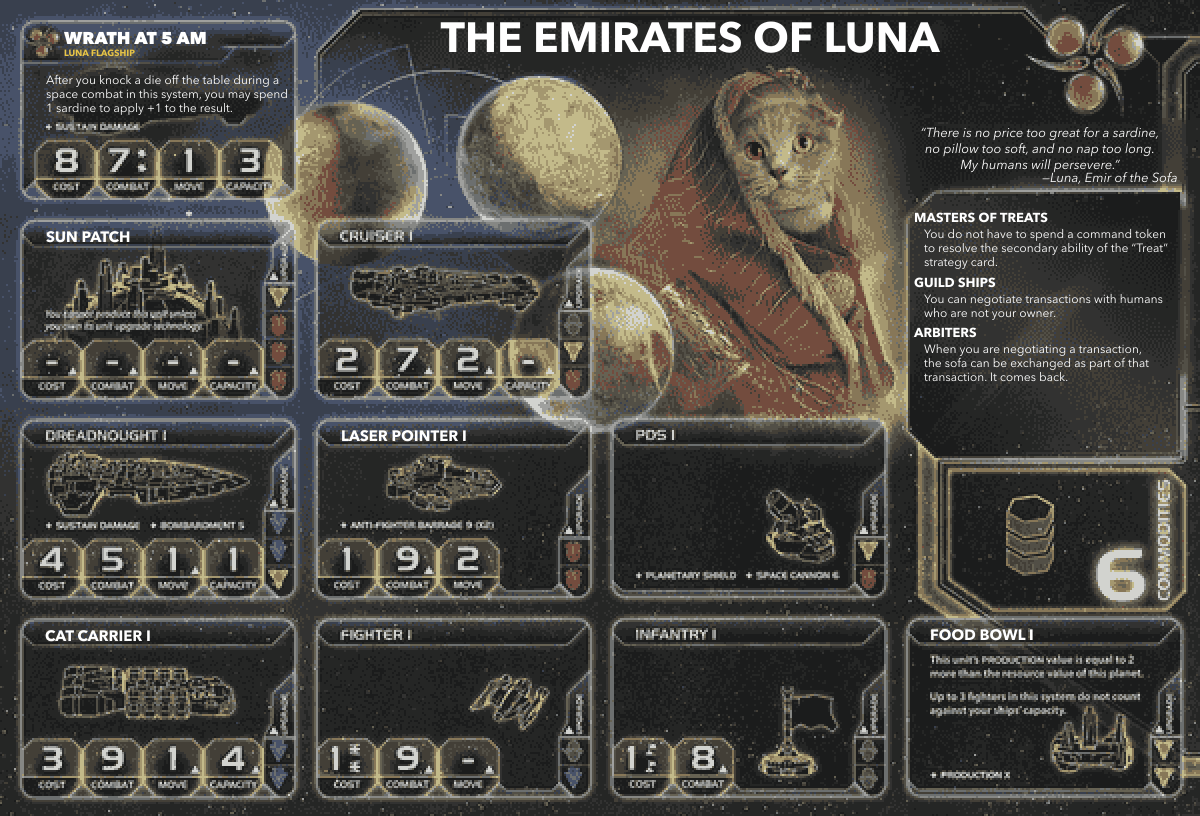 THE EMIRATES OF LUNA
WRATH AT 5 AM
LUNA FLAGSHIP
After you knock a die off the table during a
space combat in this system, you may spend
1 sardine to apply +1 to the result.
+ SUSTAIN DAMAGE
8 7 1 3
COST COMBAT MOVE CAPACITY
“There is no price too great for a sardine,
no pillow too soft, and no nap too long.
My humans will persevere.”
–Luna, Emir of the Sofa
MASTERS OF TREATS
You do not have to spend a command token
to resolve the secondary ability of the “Treat”
strategy card.
GUILD SHIPS
You can negotiate transactions with humans
who are not your owner.
ARBITERS
When you are negotiating a transaction,
the sofa can be exchanged as part of that
transaction. It comes back.
SUN PATCH
You cannot produce this unit unless
you own its unit upgrade technology.
UPGRADE
- - - -
COST COMBAT MOVE CAPACITY
CRUISER I
UPGRADE
2 7 2 -
COST COMBAT MOVE CAPACITY
DREADNOUGHT I
+ SUSTAIN DAMAGE + BOMBARDMENT 5
UPGRADE
4 5 1 1
COST COMBAT MOVE CAPACITY
LASER POINTER I
+ ANTI-FIGHTER BARRAGE 9 (X2)
UPGRADE
1 9 2
COST COMBAT MOVE
PDS I
UPGRADE
+ PLANETARY SHIELD + SPACE CANNON 6
6
COMMODITIES
CAT CARRIER I
UPGRADE
3 9 1 4
COST COMBAT MOVE CAPACITY
FIGHTER I
UPGRADE
1 9 -
COST COMBAT MOVE
INFANTRY I
UPGRADE
1 8
COST COMBAT
FOOD BOWL I
This unit's PRODUCTION value is equal to 2
more than the resource value of this planet.
Up to 3 fighters in this system do not count
against your ships' capacity.
UPGRADE
+ PRODUCTION X